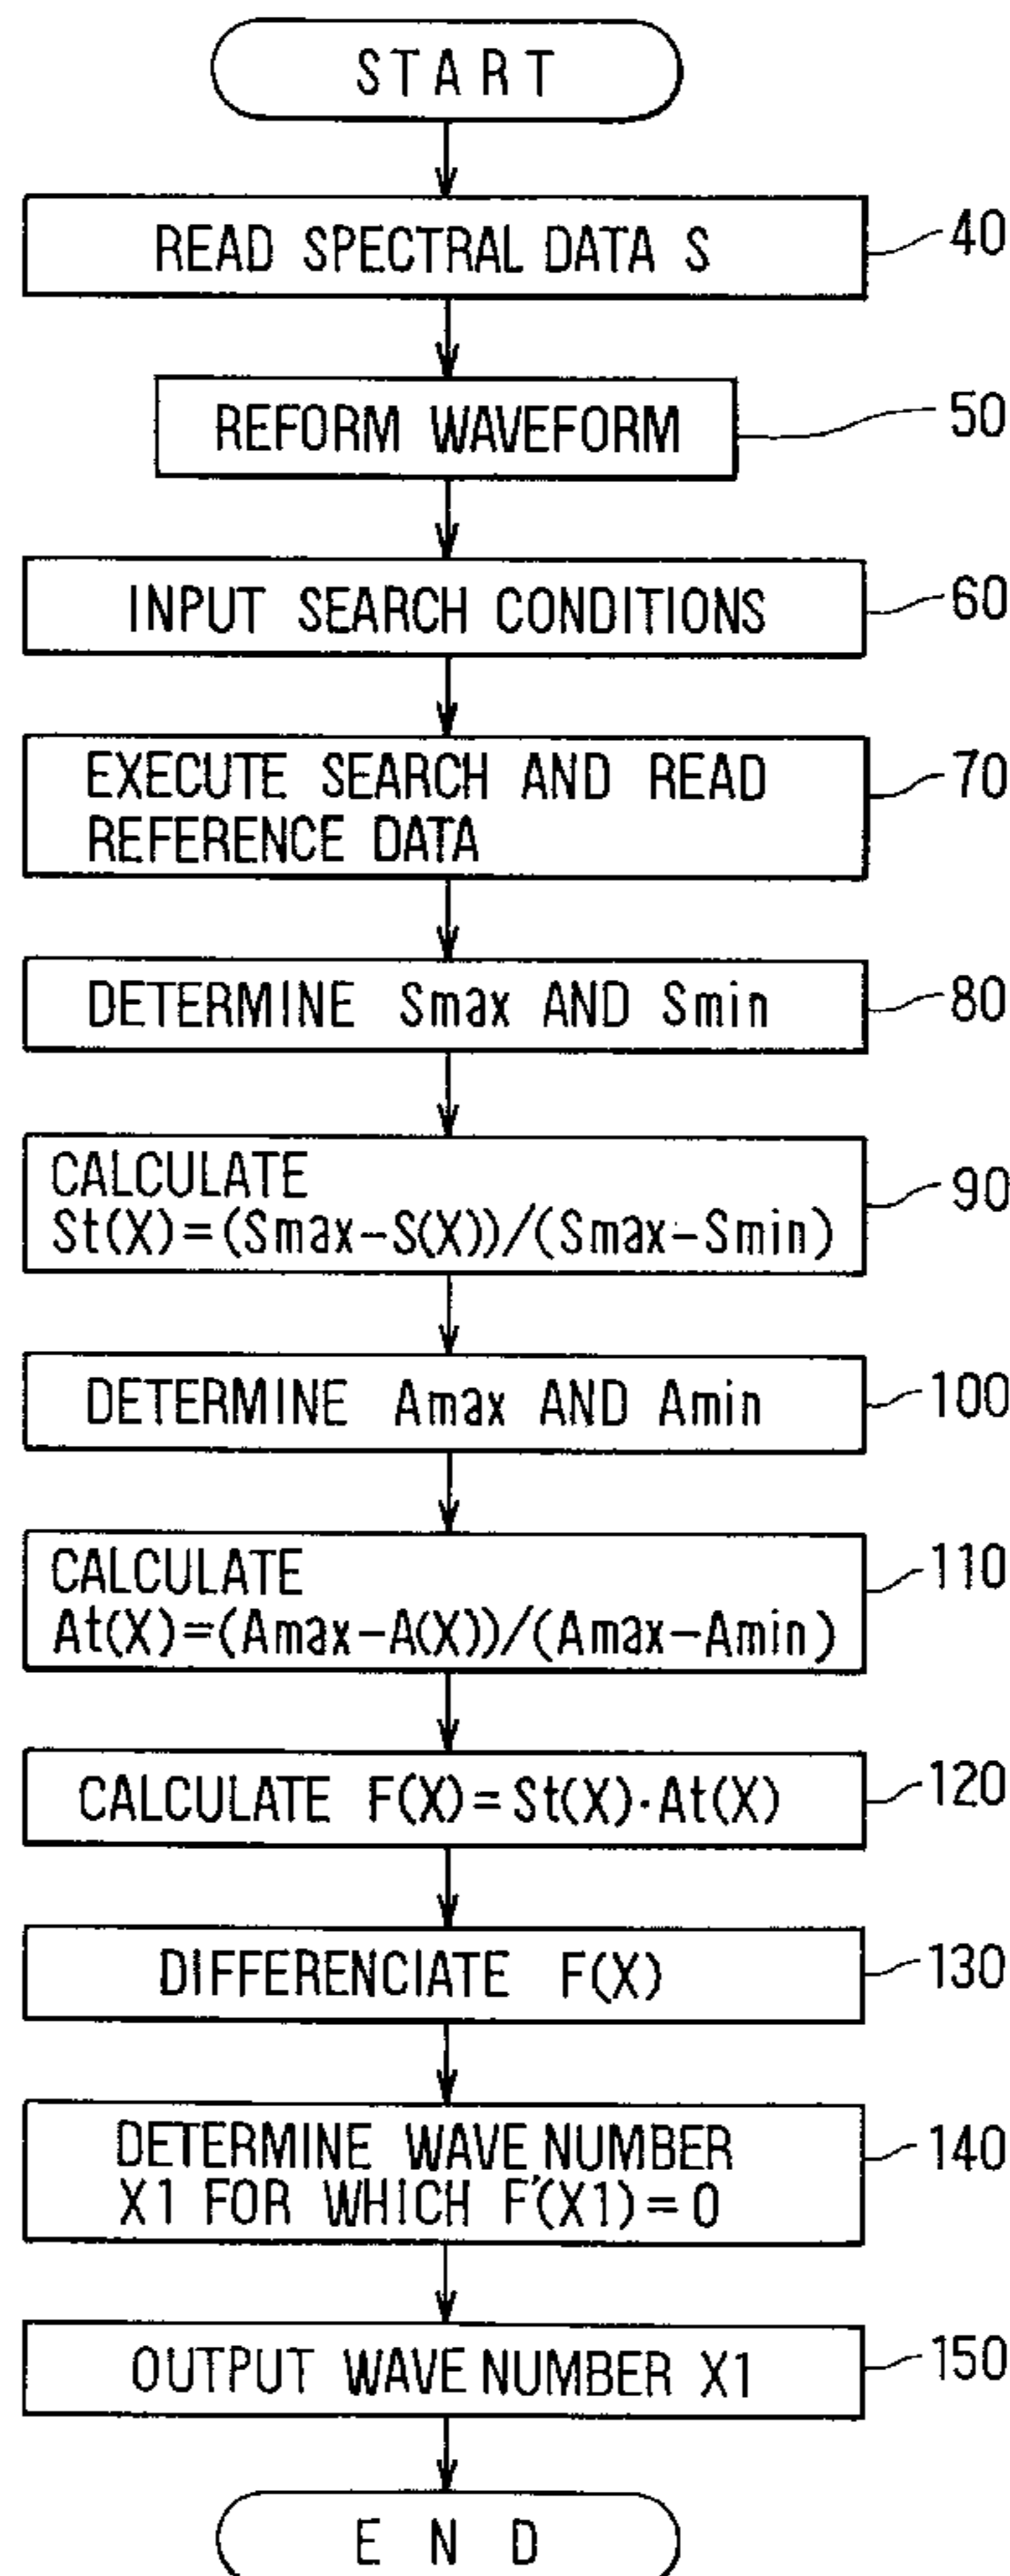 START
READ SPECTRAL DATA S
40
REFORM WAVEFORM
50
INPUT SEARCH CONDITIONS
60
EXECUTE SEARCH AND READ
REFERENCE DATA
70
DETERMINE Smax AND Smin
80
CALCULATE
St(X)=(Smax-S(X))/(Smax-Smin)
90
DETERMINE Amax AND Amin
100
CALCULATE
At(X)=(Amax-A(X))/(Amax-Amin)
110
CALCULATE F(X)=St(X)·At(X)
120
DIFFERENCIATE F(X)
130
DETERMINE WAVE NUMBER
X1 FOR WHICH F'(X1)=0
140
OUTPUT WAVE NUMBER X1
150
END